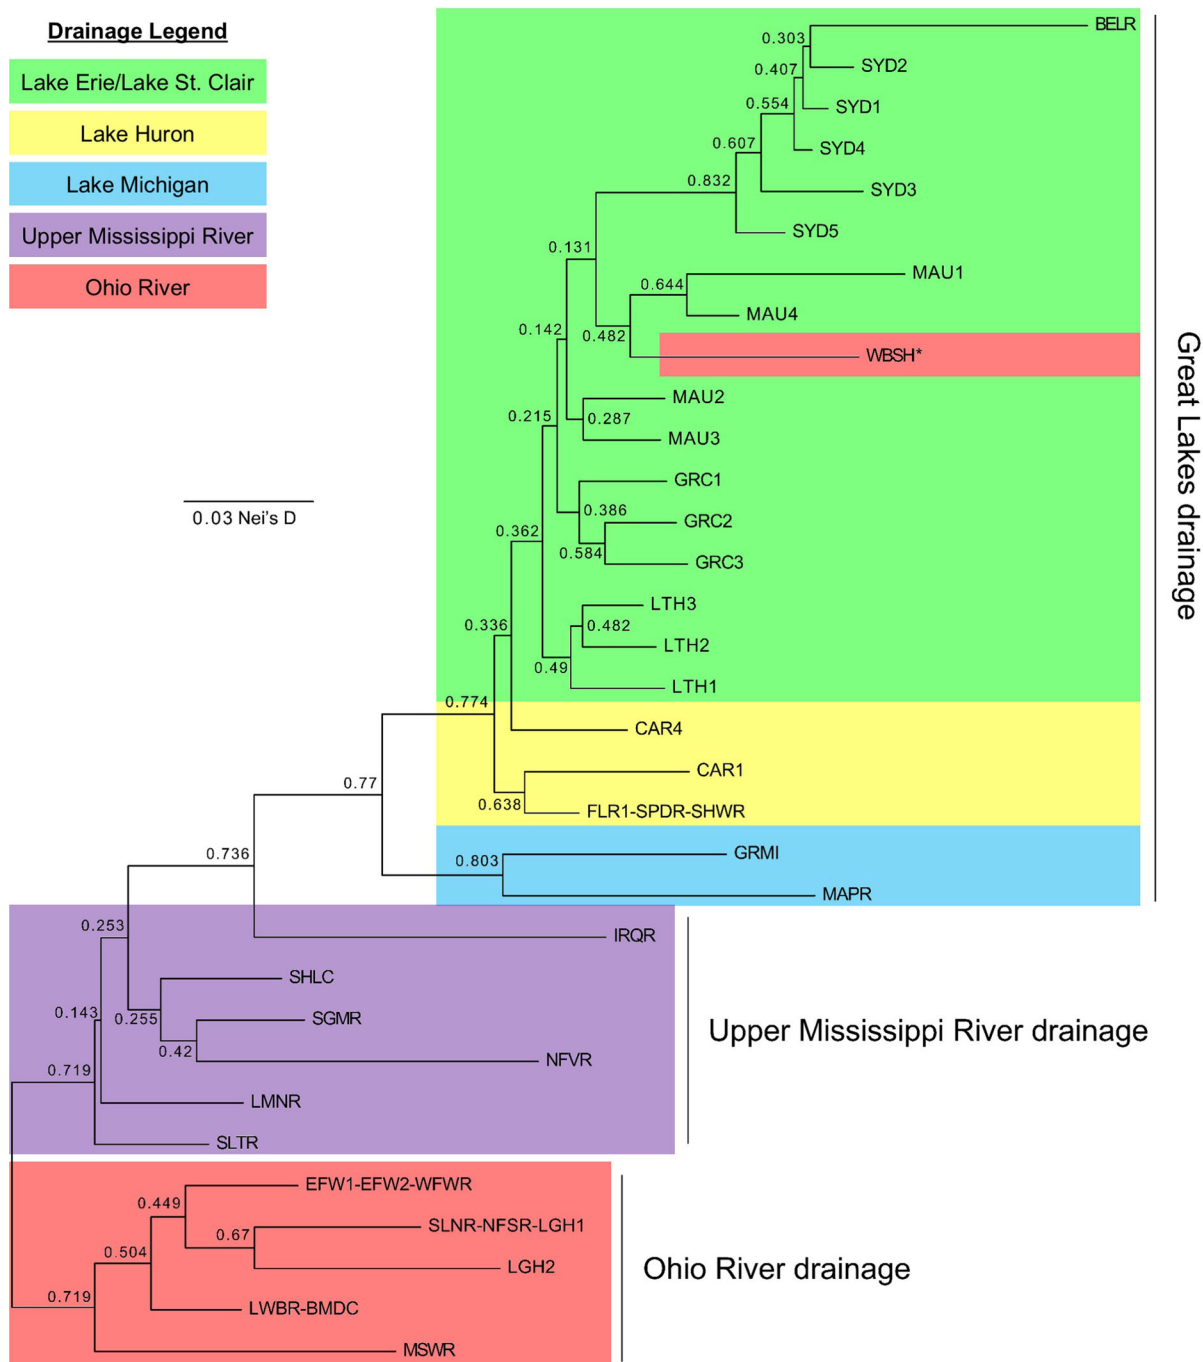 Drainage Legend
Lake Erie/Lake St. Clair
Lake Huron
Lake Michigan
Upper Mississippi River
Ohio River
0.03 Nei's D
BELR
0.303
SYD2
0.407
SYD1
0.554
SYD4
0.607
SYD3
0.832
SYD5
0.131
MAU1
0.644
MAU4
0.482
0.142
WBSH*
MAU2
0.215
0.287
MAU3
GRC1
0.386
GRC2
0.362
0.584
GRC3
LTH3
0.336
0.482
LTH2
0.49
LTH1
0.774
CAR4
CAR1
0.77
0.638
FLR1-SPDR-SHWR
0.736
0.803
GRMI
MAPR
Great Lakes drainage
0.253
IRQR
SHLC
0.143
0.255
SGMR
0.42
NFVR
0.719
LMNR
SLTR
Upper Mississippi River drainage
EFW1-EFW2-WFWR
0.449
SLNR-NFSR-LGH1
0.67
0.504
LGH2
0.719
LWBR-BMDC
MSWR
Ohio River drainage